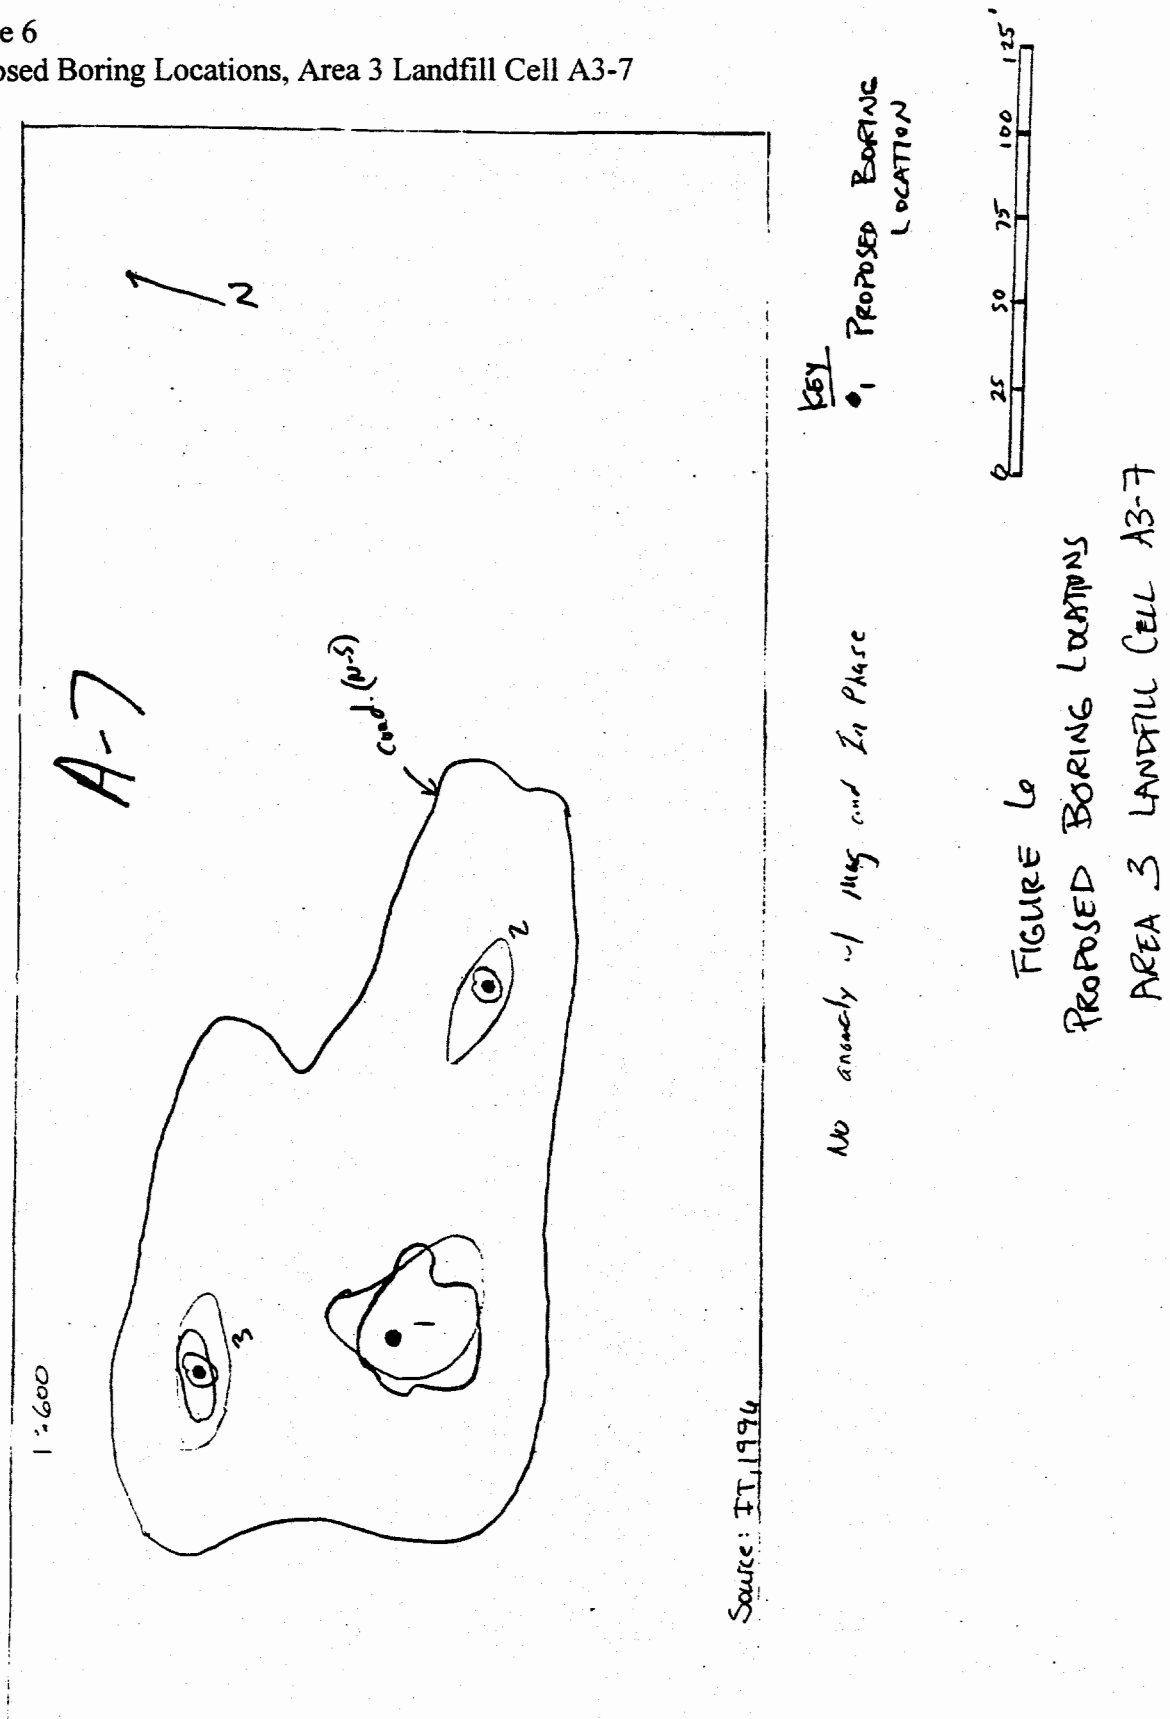 e 6
osed Boring Locations, Area 3 Landfill Cell A3-7
1:600
A-7
N
cond. (N-S)
1
2
3
Source: IT, 1994
No anomaly w/ Mag and In Phase
KEY
1 PROPOSED BORING
LOCATION
0 25 50 75 100 125'
FIGURE 6
PROPOSED BORING LOCATIONS
AREA 3 LANDFILL CELL A3-7